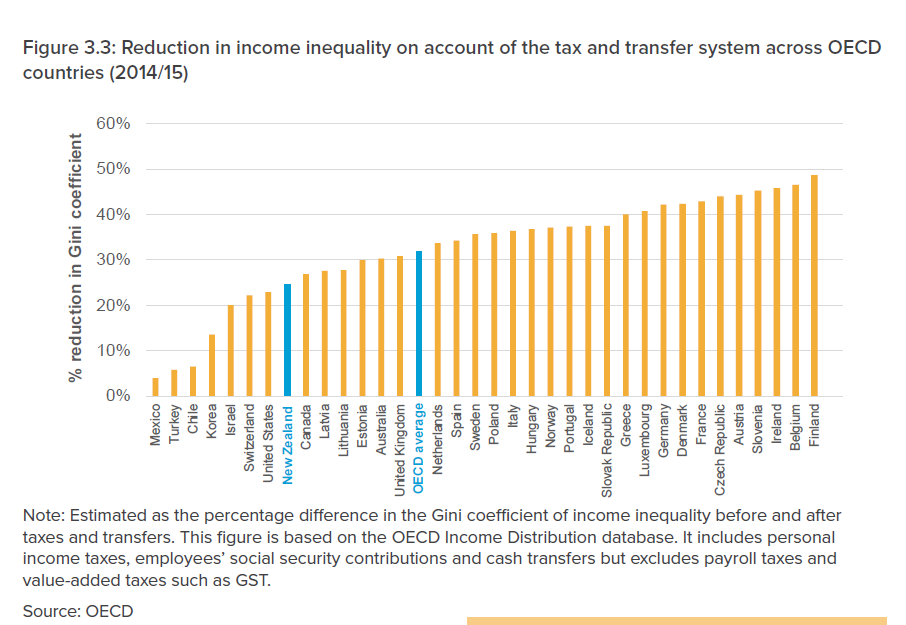 Figure 3.3: Reduction in income inequality on account of the tax and transfer system across OECD
countries (2014/15)
% reduction in Gini coefficient
60%
50%
40%
30%
20%
10%
0%
Mexico
Turkey
Chile
Korea
Israel
Switzerland
United States
New Zealand
Canada
Latvia
Lithuania
Estonia
Australia
United Kingdom
OECD average
Netherlands
Spain
Sweden
Poland
Italy
Hungary
Norway
Portugal
Iceland
Slovak Republic
Greece
Luxembourg
Germany
Denmark
France
Czech Republic
Austria
Slovenia
Ireland
Belgium
Finland
Note: Estimated as the percentage difference in the Gini coefficient of income inequality before and after
taxes and transfers. This figure is based on the OECD Income Distribution database. It includes personal
income taxes, employees’ social security contributions and cash transfers but excludes payroll taxes and
value-added taxes such as GST.
Source: OECD